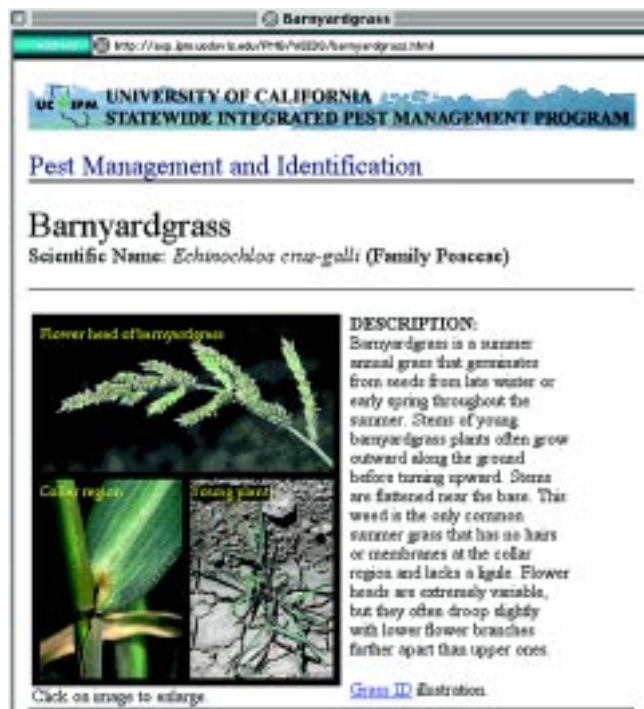 Barnyardgrass
UC IPM
UNIVERSITY OF CALIFORNIA
STATEWIDE INTEGRATED PEST MANAGEMENT PROGRAM
Pest Management and Identification
Barnyardgrass
Scientific Name: Echinochloa crus-galli (Family Poaceae)
Flower head of barnyardgrass
Collar region
Young plant
Click on image to enlarge.
DESCRIPTION:
Barnyardgrass is a summer
annual grass that germinates
from seeds from late winter or
early spring throughout the
summer. Stems of young
barnyardgrass plants often grow
outward along the ground
before turning upward. Stems
are flattened near the base. This
weed is the only common
summer grass that has no hairs
or membranes at the collar
region and lacks a ligule. Flower
heads are extremely variable,
but they often droop slightly
with lower flower branches
farther apart than upper ones.
Grass ID illustration.